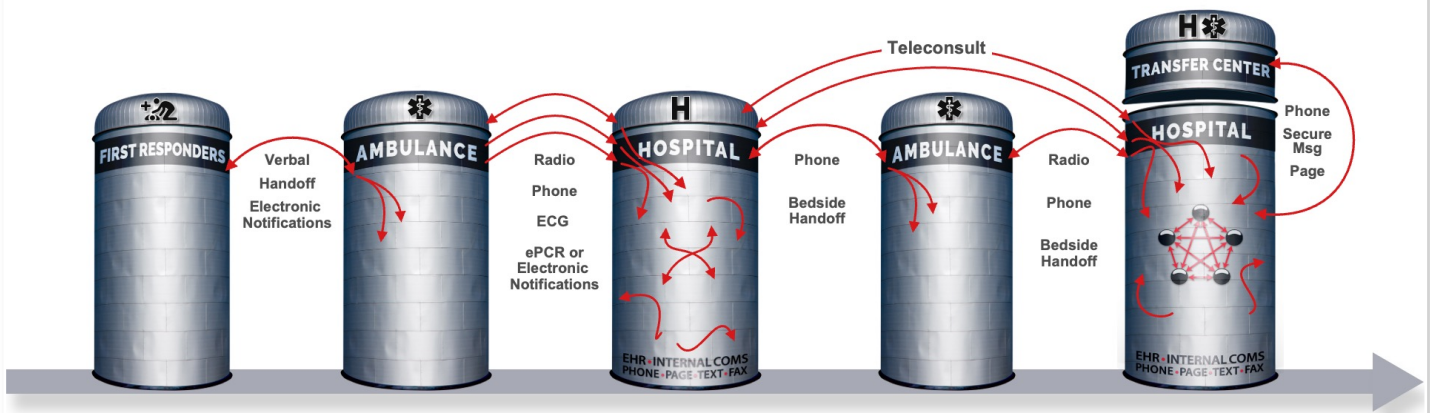 FIRST RESPONDERS
Verbal
Handoff
Electronic
Notifications
AMBULANCE
Radio
Phone
ECG
ePCR or
Electronic
Notifications
H
HOSPITAL
EHR•INTERNAL COMS
PHONE•PAGE•TEXT•FAX
Teleconsult
Phone
Bedside
Handoff
AMBULANCE
Radio
Phone
Bedside
Handoff
H
TRANSFER CENTER
HOSPITAL
EHR•INTERNAL COMS
PHONE•PAGE•TEXT•FAX
Phone
Secure
Msg
Page